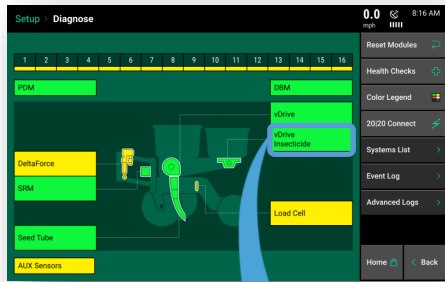 Setup > Diagnose
0.0
mph
8:16 AM
1 2 3 4 5 6 7 8 9 10 11 12 13 14 15 16
PDM
DBM
vDrive
vDrive
Insecticide
DeltaForce
SRM
Load Cell
Seed Tube
AUX Sensors
Reset Modules
Health Checks
Color Legend
20|20 Connect
Systems List >
Event Log >
Advanced Logs >
Home
< Back